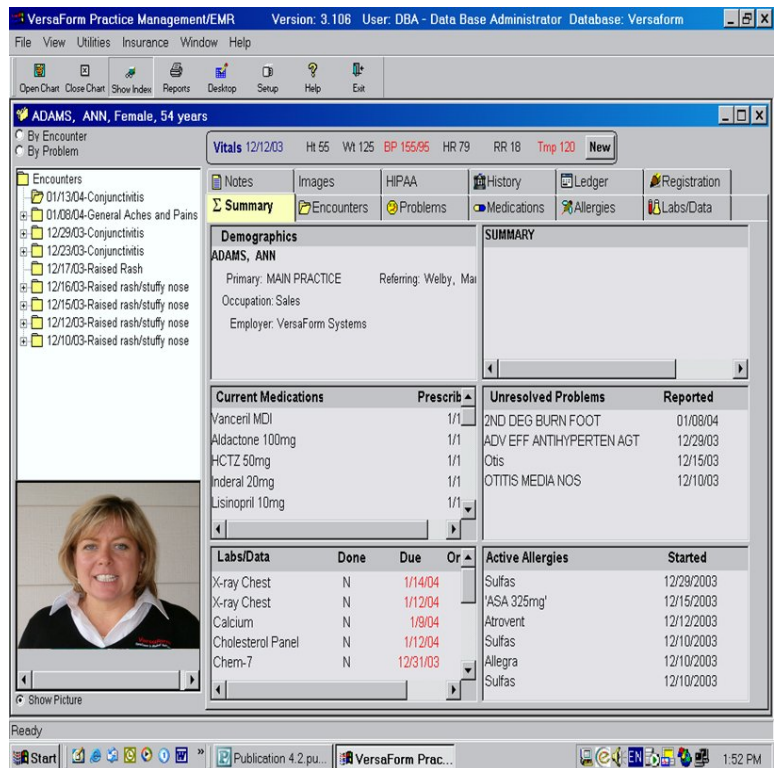 VersaForm Practice Management/EMR Version: 3.106 User: DBA - Data Base Administrator Database: Versaform
File View Utilities Insurance Window Help
Open Chart Close Chart Show Index Reports Desktop Setup Help Exit
ADAMS, ANN, Female, 54 years
By Encounter
By Problem
Vitals 12/12/03 Ht 55 Wt 125 BP 155/95 HR 79 RR 18 Tmp 120 New
Encounters
01/13/04-Conjunctivitis
01/08/04-General Aches and Pains
12/29/03-Conjunctivitis
12/23/03-Conjunctivitis
12/17/03-Raised Rash
12/16/03-Raised rash/stuffy nose
12/15/03-Raised rash/stuffy nose
12/12/03-Raised rash/stuffy nose
12/10/03-Raised rash/stuffy nose
Notes Images HIPAA History Ledger Registration
Σ Summary Encounters Problems Medications Allergies Labs/Data
Demographics
ADAMS, ANN
Primary: MAIN PRACTICE Referring: Welby, Mar
Occupation: Sales
Employer: VersaForm Systems
SUMMARY
Current Medications Prescrib
Vanceril MDI 1/1
Aldactone 100mg 1/1
HCTZ 50mg 1/1
Inderal 20mg 1/1
Lisinopril 10mg 1/1
Unresolved Problems Reported
2ND DEG BURN FOOT 01/08/04
ADV EFF ANTIHYPERTEN AGT 12/29/03
Otis 12/15/03
OTITIS MEDIA NOS 12/10/03
Labs/Data Done Due Or
X-ray Chest N 1/14/04
X-ray Chest N 1/12/04
Calcium N 1/9/04
Cholesterol Panel N 1/12/04
Chem-7 N 12/31/03
Active Allergies Started
Sulfas 12/29/2003
'ASA 325mg' 12/15/2003
Atrovent 12/12/2003
Sulfas 12/10/2003
Allegra 12/10/2003
Sulfas 12/10/2003
Show Picture
Ready
Start » Publication 4.2.pu... VersaForm Prac... EN 1:52 PM